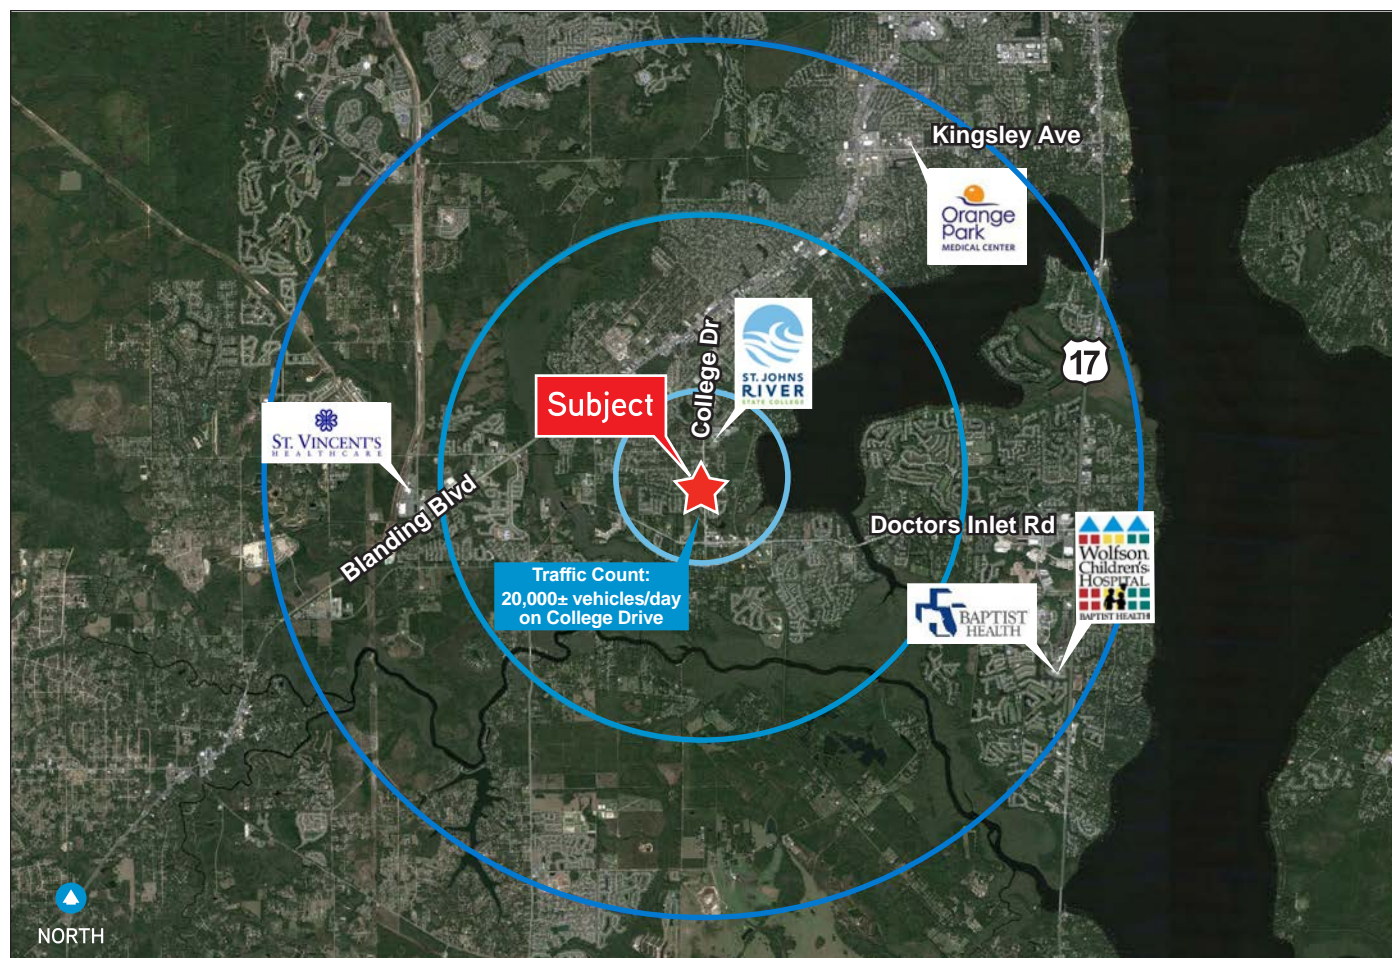 Kingsley Ave
Orange
Park
MEDICAL CENTER
College Dr
ST. JOHNS
RIVER
STATE COLLEGE
17
Subject
ST. VINCENT'S
HEALTHCARE
Blanding Blvd
Doctors Inlet Rd
Wolfson
Children's
HOSPITAL
BAPTIST HEALTH
BAPTIST
HEALTH
Traffic Count:
20,000± vehicles/day
on College Drive
NORTH